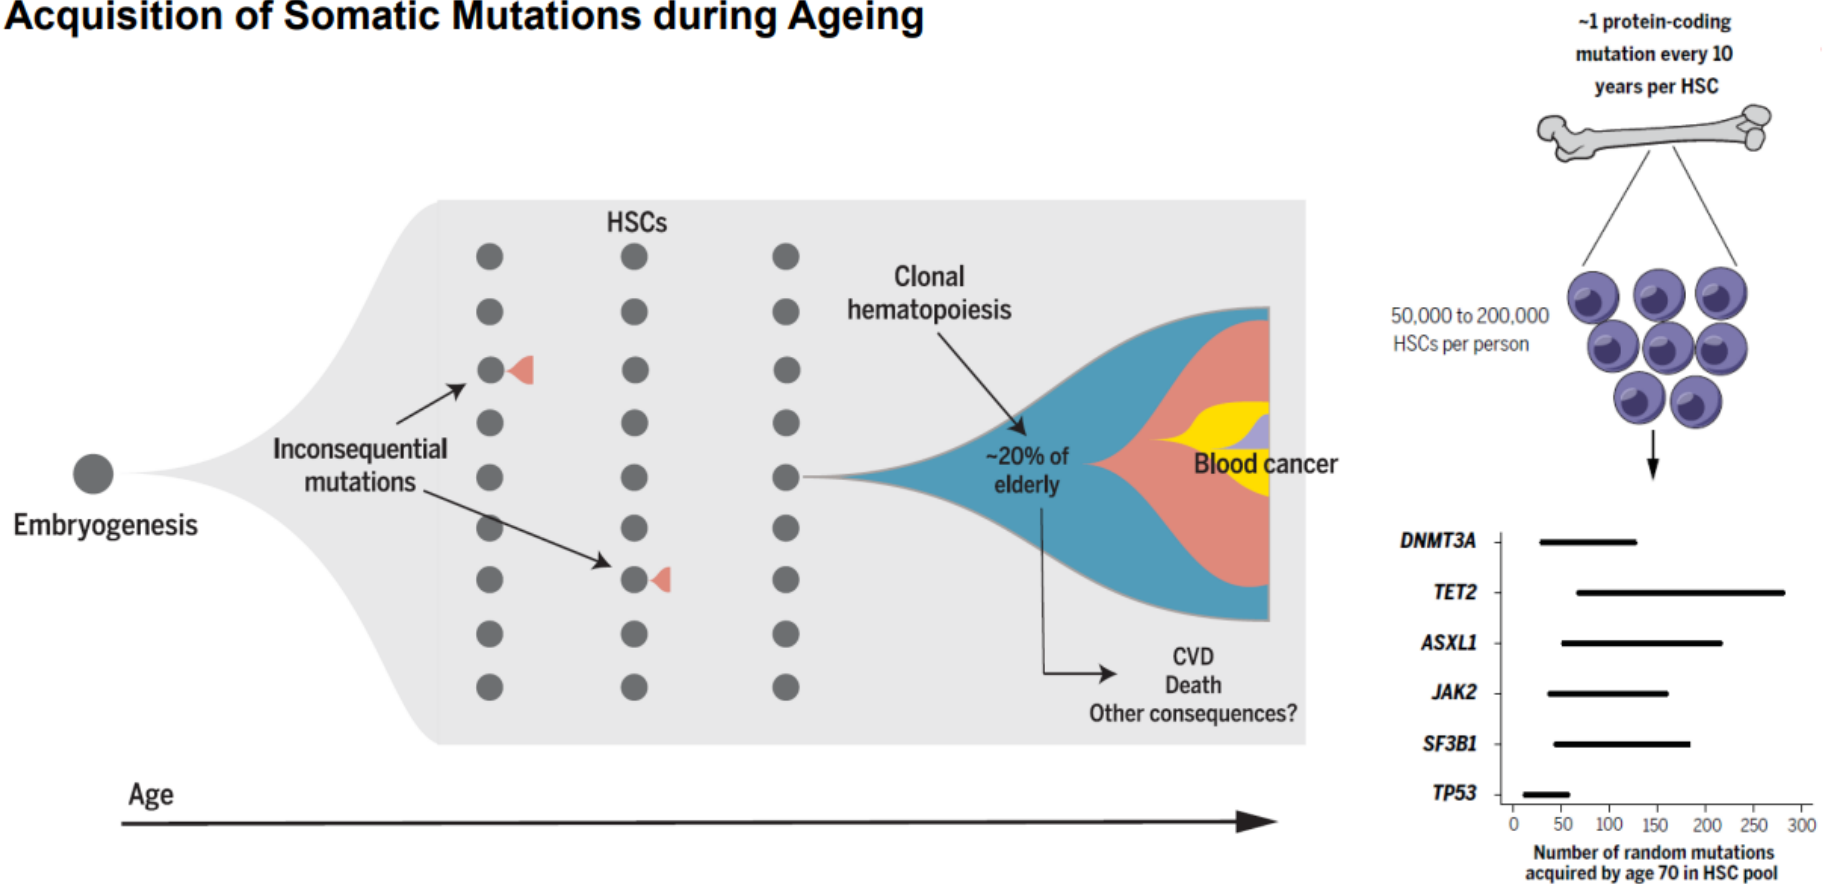 Acquisition of Somatic Mutations during Ageing
HSCs
Clonal
hematopoiesis
Inconsequential
mutations
~20% of
elderly
Blood cancer
Embryogenesis
CVD
Death
Other consequences?
Age
~1 protein-coding
mutation every 10
years per HSC
50,000 to 200,000
HSCs per person
DNMT3A
TET2
ASXL1
JAK2
SF3B1
TP53
0 50 100 150 200 250 300
Number of random mutations
acquired by age 70 in HSC pool